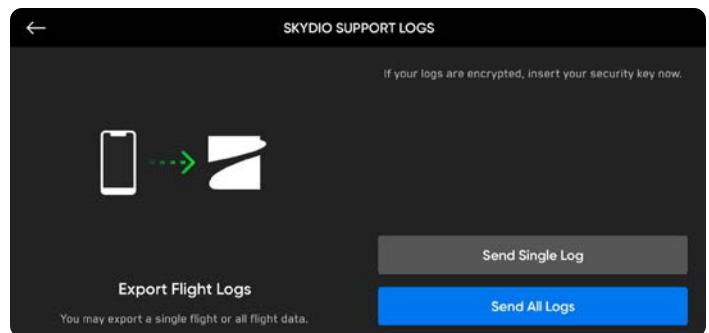 SKYDIO SUPPORT LOGS
If your logs are encrypted, insert your security key now.
Send Single Log
Export Flight Logs
Send All Logs
You may export a single flight or all flight data.